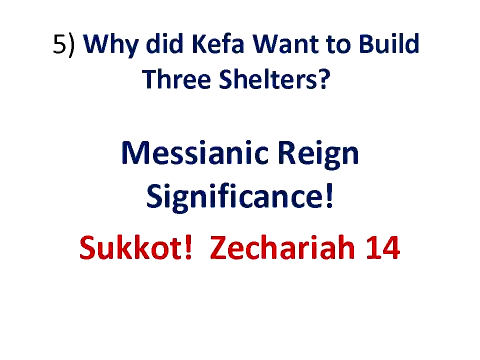 5) Why did Kefa Want to Build
Three Shelters?
Messianic Reign
Significance!
Sukkot!  Zechariah 14